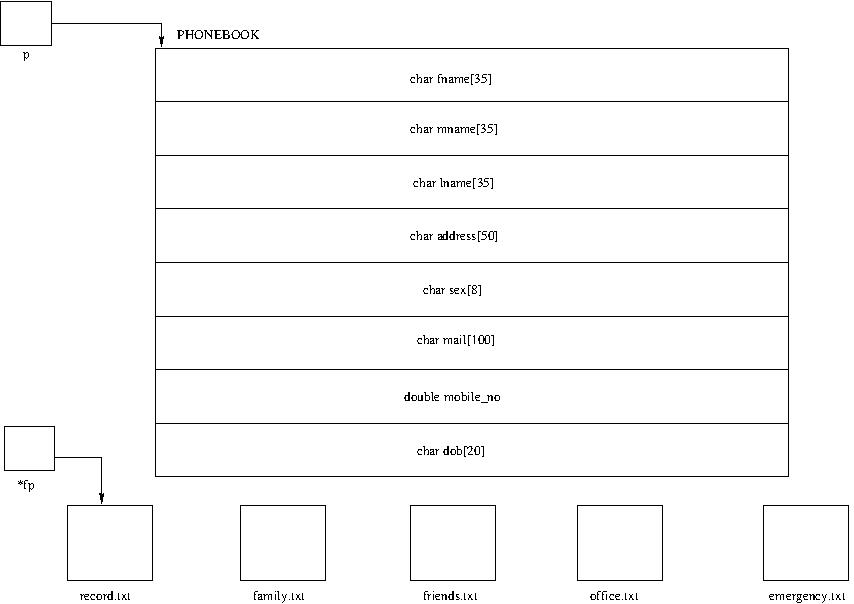 PHONEBOOK
p
char fname[35]
char mname[35]
char lname[35]
char address[50]
char sex[8]
char mail[100]
double mobile_no
char dob[20]
*fp
record.txt
family.txt
friends.txt
office.txt
emergency.txt